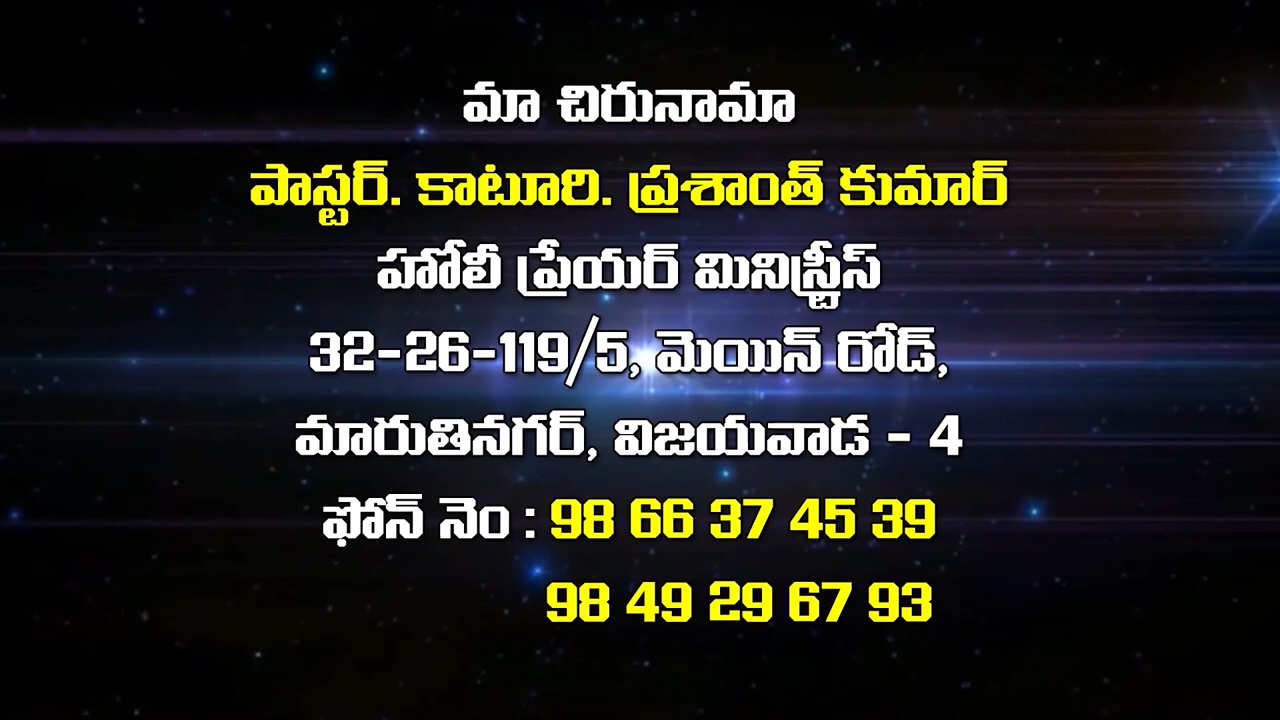 మా చిరునామా
పాస్టర్. కాటూరి. ప్రశాంత్ కుమార్
హోలీ ప్రేయర్ మినిస్ట్రీస్
32-26-119/5, మెయిన్ రోడ్,
మారుతినగర్, విజయవాడ - 4
ఫోన్ నెం : 98 66 37 45 39
98 49 29 67 93